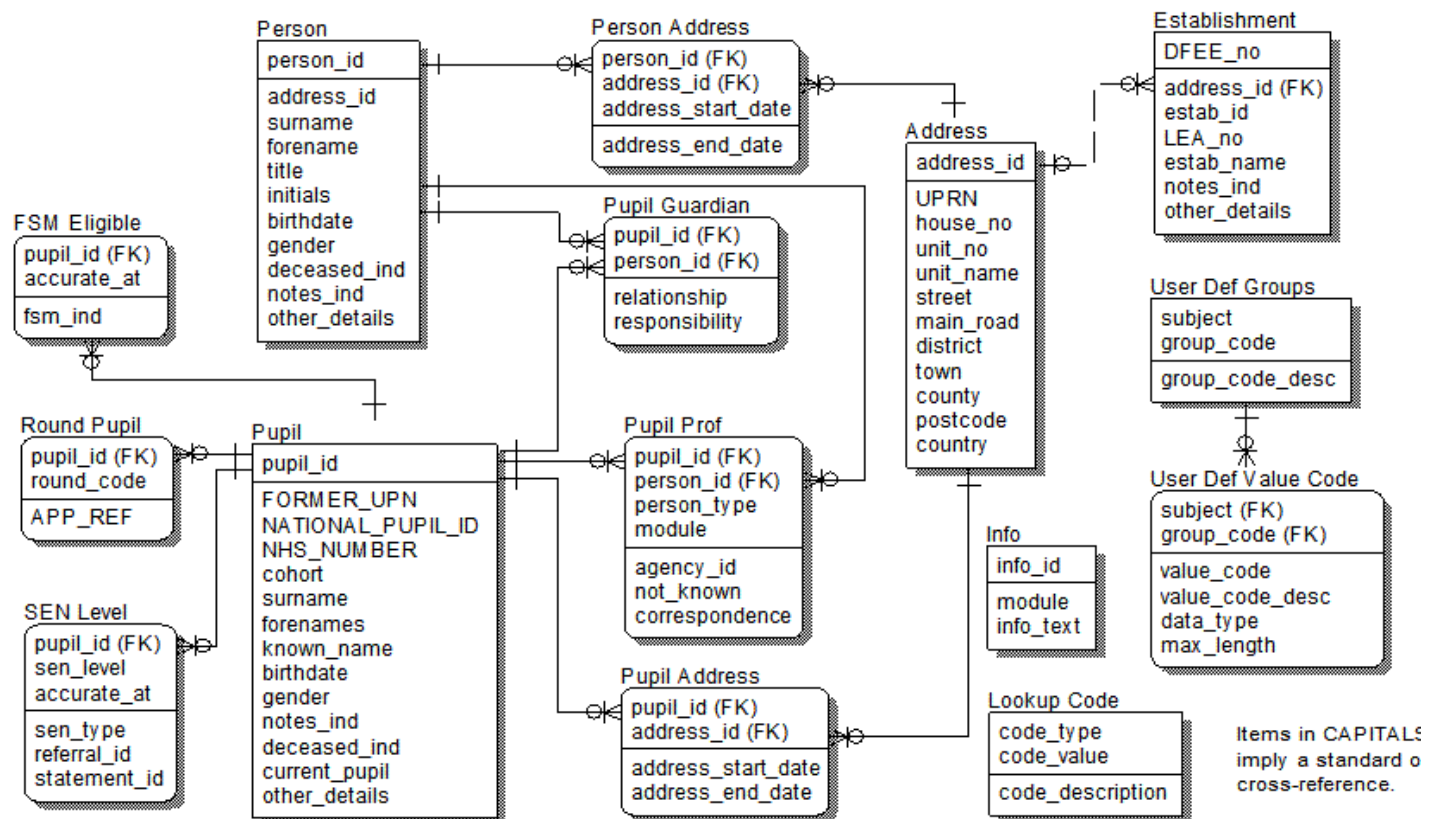 Person
person_id
address_id
surname
forename
title
initials
birthdate
gender
deceased_ind
notes_ind
other_details
Person Address
person_id (FK)
address_id (FK)
address_start_date
address_end_date
Establishment
DFEE_no
address_id (FK)
estab_id
LEA_no
estab_name
notes_ind
other_details
Address
address_id
UPRN
house_no
unit_no
unit_name
street
main_road
district
town
county
postcode
country
FSM Eligible
pupil_id (FK)
accurate_at
fsm_ind
Pupil Guardian
pupil_id (FK)
person_id (FK)
relationship
responsibility
User Def Groups
subject
group_code
group_code_desc
Round Pupil
pupil_id (FK)
round_code
APP_REF
Pupil
pupil_id
FORMER_UPN
NATIONAL_PUPIL_ID
NHS_NUMBER
cohort
surname
forenames
known_name
birthdate
gender
notes_ind
deceased_ind
current_pupil
other_details
Pupil Prof
pupil_id (FK)
person_id (FK)
person_type
module
agency_id
not_known
correspondence
User Def Value Code
subject (FK)
group_code (FK)
value_code
value_code_desc
data_type
max_length
Info
info_id
module
info_text
SEN Level
pupil_id (FK)
sen_level
accurate_at
sen_type
referral_id
statement_id
Pupil Address
pupil_id (FK)
address_id (FK)
address_start_date
address_end_date
Lookup Code
code_type
code_value
code_description
Items in CAPITALS
imply a standard o
cross-reference.